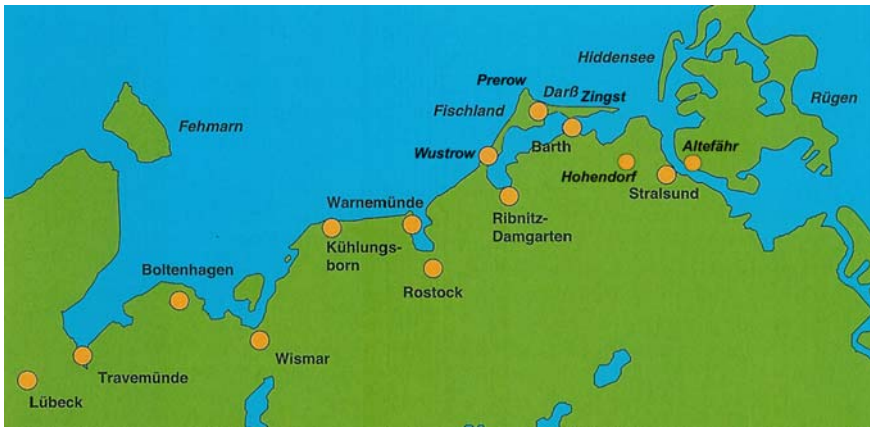 Hiddensee
Prerow
Darß
Zingst
Rügen
Fischland
Fehmarn
Wustrow
Barth
Altefähr
Hohendorf
Stralsund
Warnemünde
Ribnitz-
Damgarten
Kühlungs-
born
Boltenhagen
Rostock
Wismar
Travemünde
Lübeck